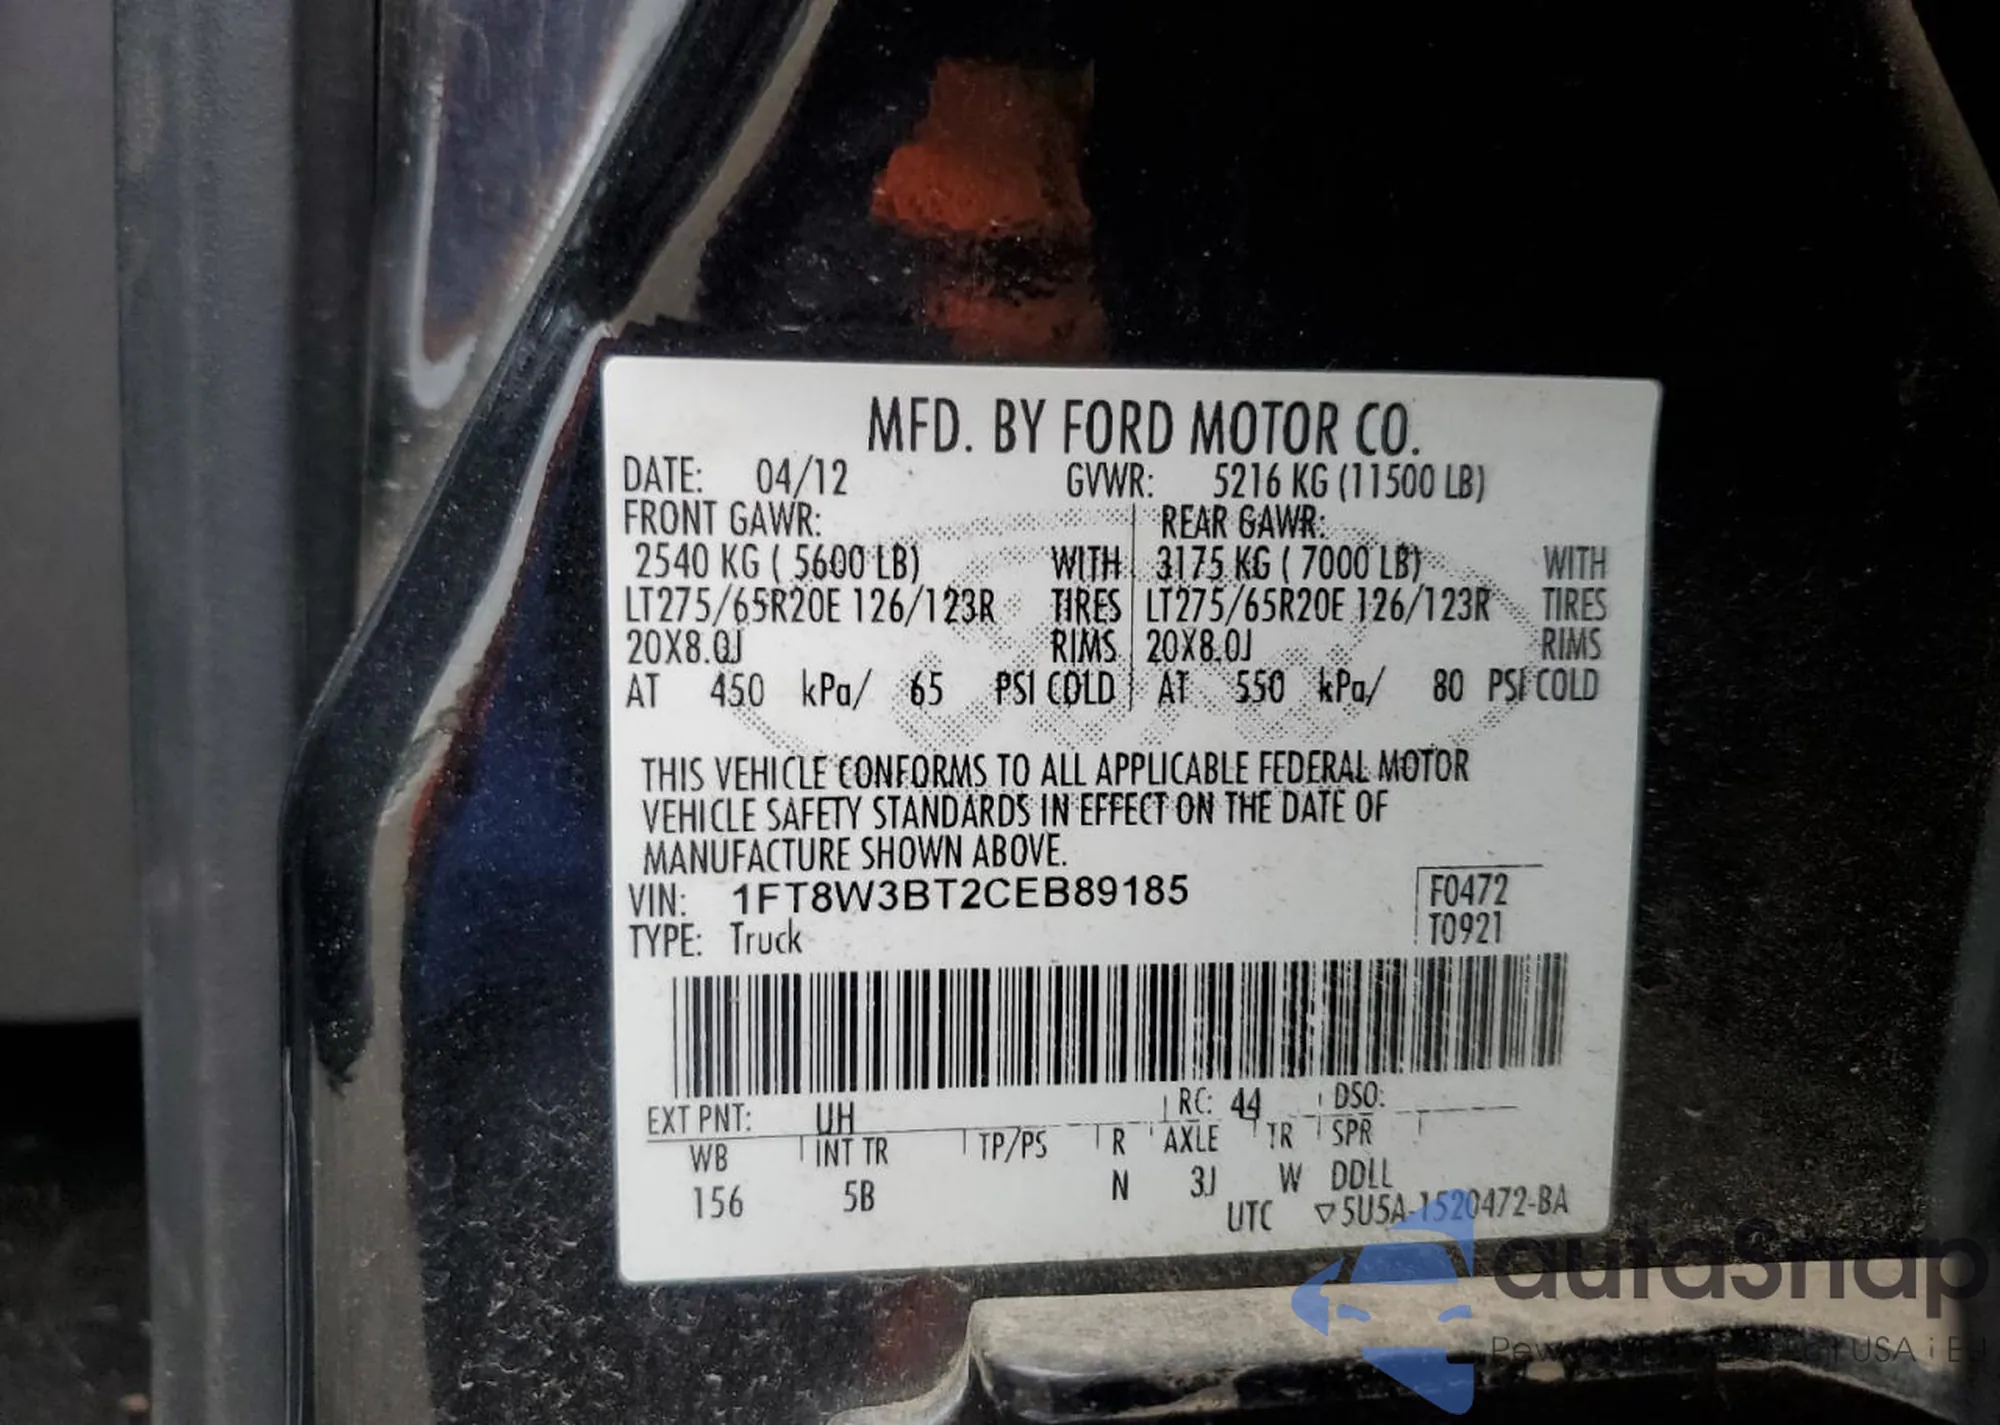 MFD. BY FORD MOTOR CO.
DATE: 04/12 GVWR: 5216 KG (11500 LB)
FRONT GAWR: REAR GAWR:
2540 KG ( 5600 LB) WITH 3175 KG ( 7000 LB) WITH
LT275/65R20E 126/123R TIRES LT275/65R20E 126/123R TIRES
20X8.0J RIMS 20X8.0J RIMS
AT 450 kPa/ 65 PSI COLD AT 550 kPa/ 80 PSI COLD
THIS VEHICLE CONFORMS TO ALL APPLICABLE FEDERAL MOTOR
VEHICLE SAFETY STANDARDS IN EFFECT ON THE DATE OF
MANUFACTURE SHOWN ABOVE.
VIN: 1FT8W3BT2CEB89185 F0472
TYPE: Truck T0921
EXT PNT: UH RC: 44 DSO:
WB INT TR TP/PS R AXLE TR SPR
156 5B N 3J W DDLL
UTC ▽5U5A-1520472-BA
autaSnap
USA i EU